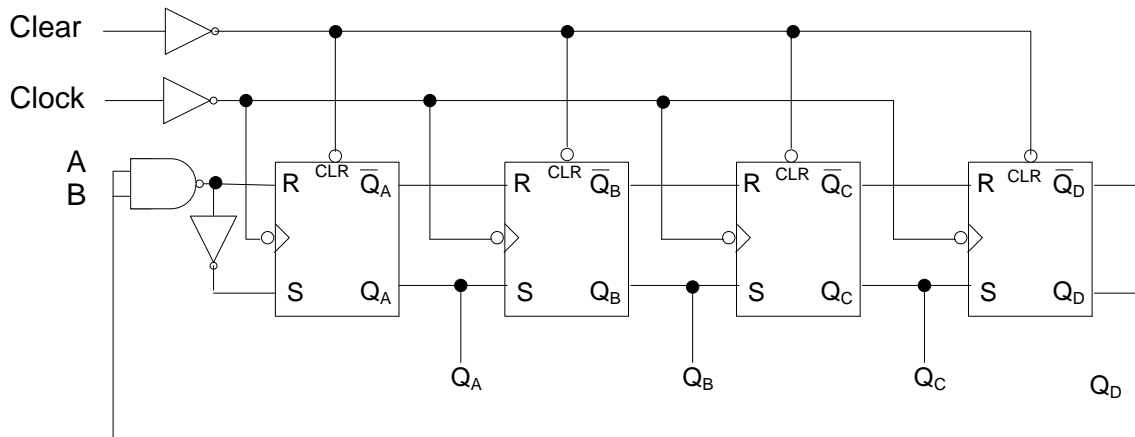 Clear
Clock
A
B
R CLR Q̅A
S QA
R CLR Q̅B
S QB
R CLR Q̅C
S QC
R CLR Q̅D
S QD
QA
QB
QC
QD